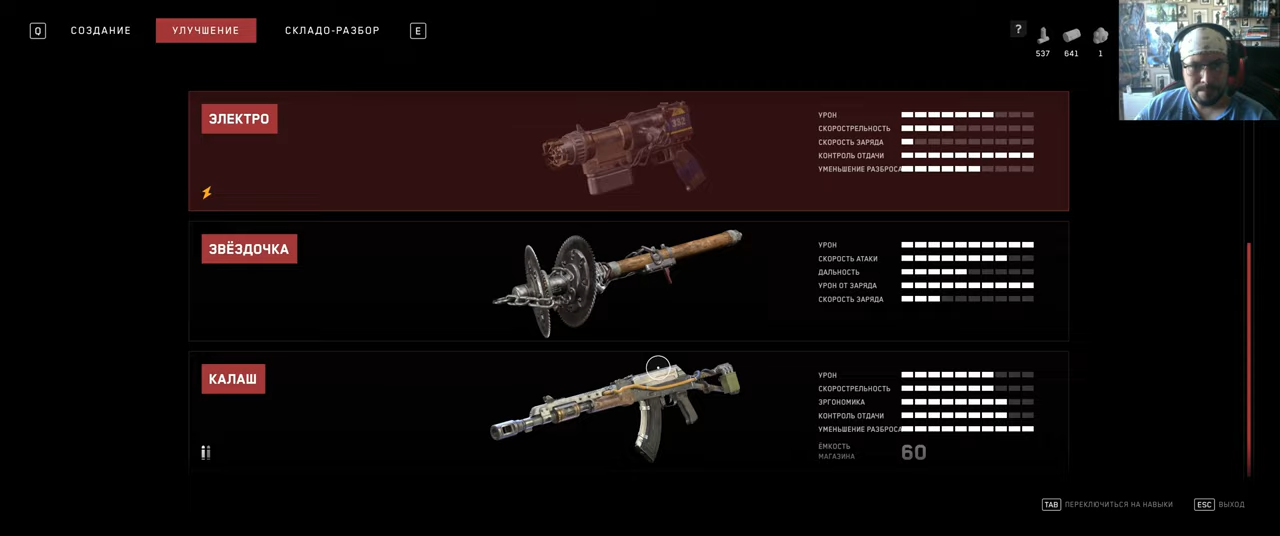 Q СОЗДАНИЕ УЛУЧШЕНИЕ СКЛАДО-РАЗБОР E
?
537 641 1
ЭЛЕКТРО
352
УРОН
СКОРОСТРЕЛЬНОСТЬ
СКОРОСТЬ ЗАРЯДА
КОНТРОЛЬ ОТДАЧИ
УМЕНЬШЕНИЕ РАЗБРОСА
ЗВЁЗДОЧКА
УРОН
СКОРОСТЬ АТАКИ
ДАЛЬНОСТЬ
УРОН ОТ ЗАРЯДА
СКОРОСТЬ ЗАРЯДА
КАЛАШ
УРОН
СКОРОСТРЕЛЬНОСТЬ
ЭРГОНОМИКА
КОНТРОЛЬ ОТДАЧИ
УМЕНЬШЕНИЕ РАЗБРОСА
ЁМКОСТЬ
МАГАЗИНА
60
TAB ПЕРЕКЛЮЧИТЬСЯ НА НАВЫКИ ESC ВЫХОД